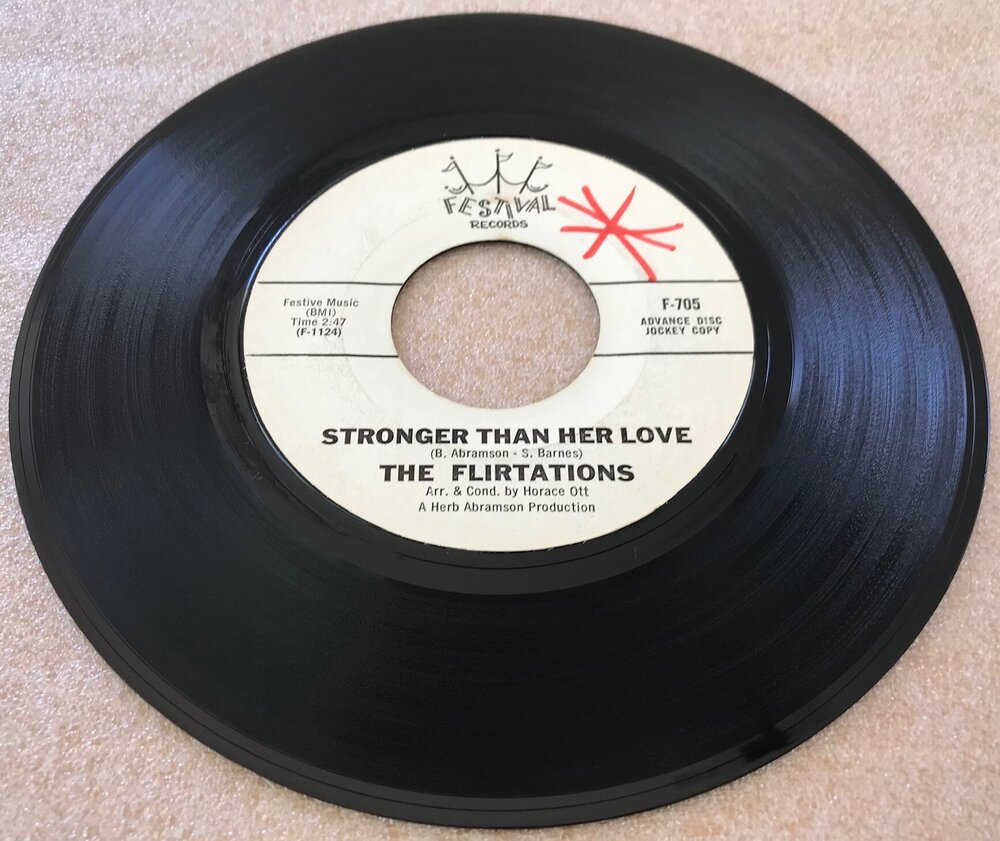 FESTIVAL
RECORDS
Festive Music
(BMI)
Time 2:47
(F-1124)
F-705
ADVANCE DISC
JOCKEY COPY
STRONGER THAN HER LOVE
(B. Abramson - S. Barnes)
THE FLIRTATIONS
Arr. & Cond. by Horace Ott
A Herb Abramson Production